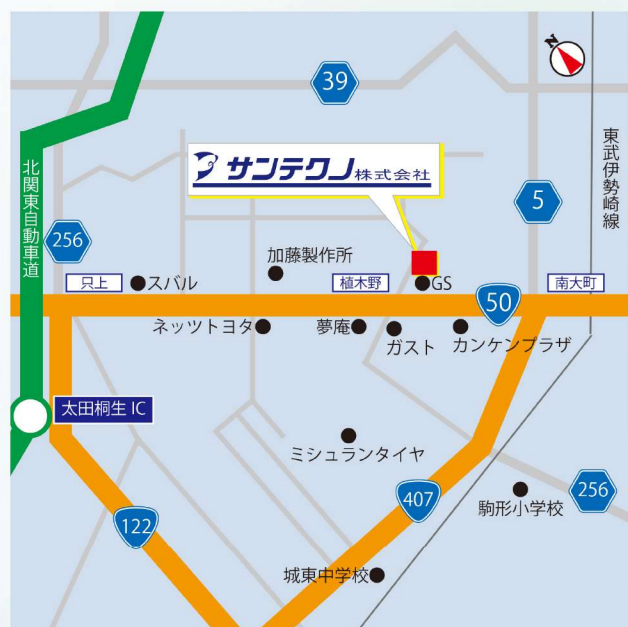 N
39
サンテクノ株式会社
5
東武伊勢崎線
北関東自動車道
256
加藤製作所
只上
スバル
植木野
GS
50
南大町
ネッツトヨタ
夢庵
ガスト
カンケンプラザ
太田桐生 IC
ミシュランタイヤ
407
256
駒形小学校
122
城東中学校